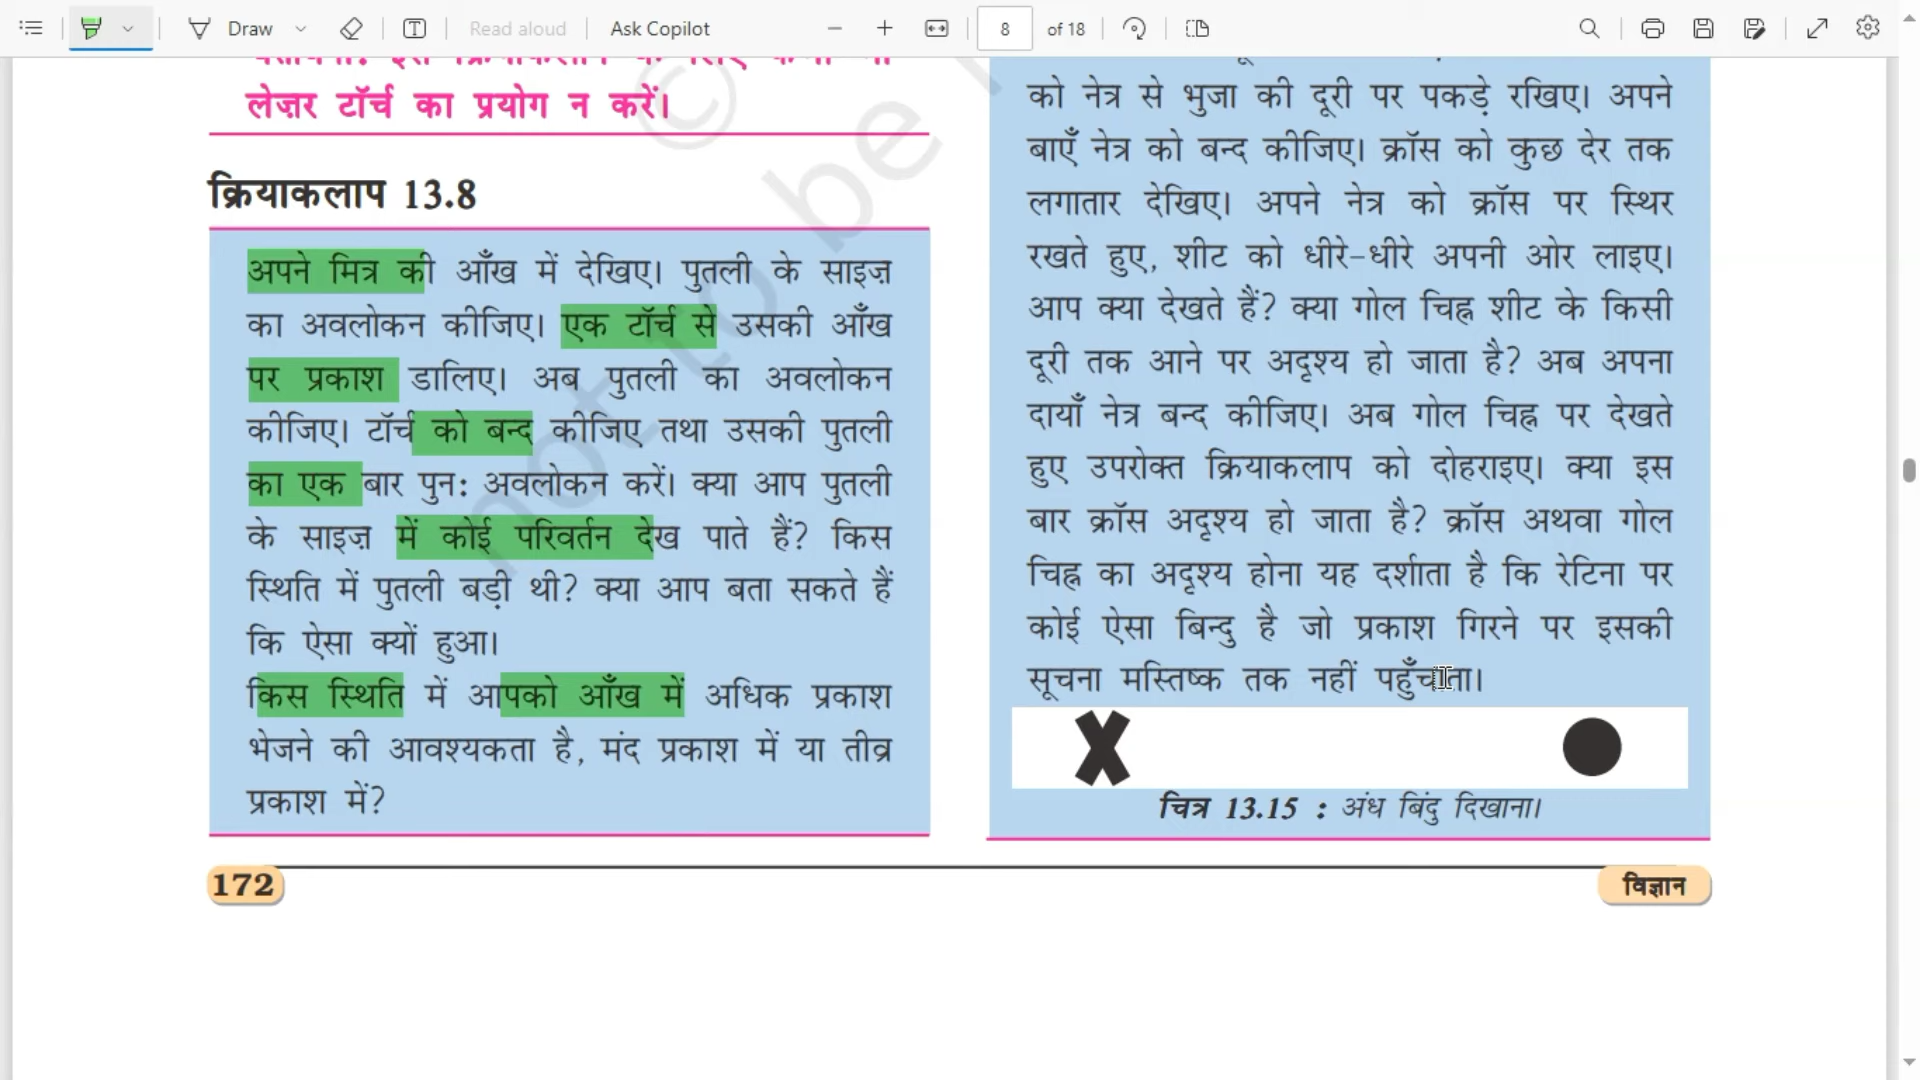 Draw
Read aloud
Ask Copilot
8
of 18
लेज़र टॉर्च का प्रयोग न करें।
क्रियाकलाप 13.8
अपने मित्र की आँख में देखिए। पुतली के साइज़
का अवलोकन कीजिए। एक टॉर्च से उसकी आँख
पर प्रकाश डालिए। अब पुतली का अवलोकन
कीजिए। टॉर्च को बन्द कीजिए तथा उसकी पुतली
का एक बार पुनः अवलोकन करें। क्या आप पुतली
के साइज़ में कोई परिवर्तन देख पाते हैं? किस
स्थिति में पुतली बड़ी थी? क्या आप बता सकते हैं
कि ऐसा क्यों हुआ।
किस स्थिति में आपको आँख में अधिक प्रकाश
भेजने की आवश्यकता है, मंद प्रकाश में या तीव्र
प्रकाश में?
को नेत्र से भुजा की दूरी पर पकड़े रखिए। अपने
बाएँ नेत्र को बन्द कीजिए। क्रॉस को कुछ देर तक
लगातार देखिए। अपने नेत्र को क्रॉस पर स्थिर
रखते हुए, शीट को धीरे-धीरे अपनी ओर लाइए।
आप क्या देखते हैं? क्या गोल चिह्न शीट के किसी
दूरी तक आने पर अदृश्य हो जाता है? अब अपना
दायाँ नेत्र बन्द कीजिए। अब गोल चिह्न पर देखते
हुए उपरोक्त क्रियाकलाप को दोहराइए। क्या इस
बार क्रॉस अदृश्य हो जाता है? क्रॉस अथवा गोल
चिह्न का अदृश्य होना यह दर्शाता है कि रेटिना पर
कोई ऐसा बिन्दु है जो प्रकाश गिरने पर इसकी
सूचना मस्तिष्क तक नहीं पहुँचाता।
चित्र 13.15 : अंध बिंदु दिखाना।
172
विज्ञान
© not to be